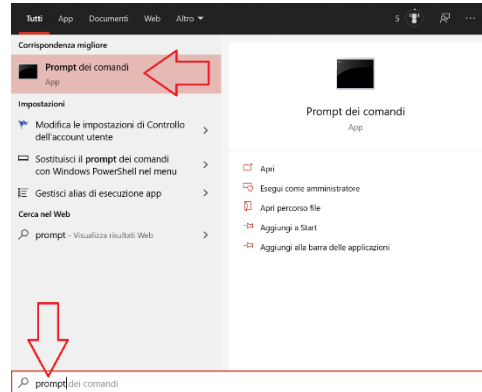 Tutti App Documenti Web Altro 5 ...
Corrispondenza migliore
Prompt dei comandi
App
Impostazioni
Modifica le impostazioni di Controllo
dell'account utente
Sostituisci il prompt dei comandi
con Windows PowerShell nel menu
Gestisci alias di esecuzione app
Cerca nel Web
prompt - Visualizza risultati Web
Prompt dei comandi
App
Apri
Esegui come amministratore
Apri percorso file
Aggiungi a Start
Aggiungi alla barra delle applicazioni
prompt dei comandi